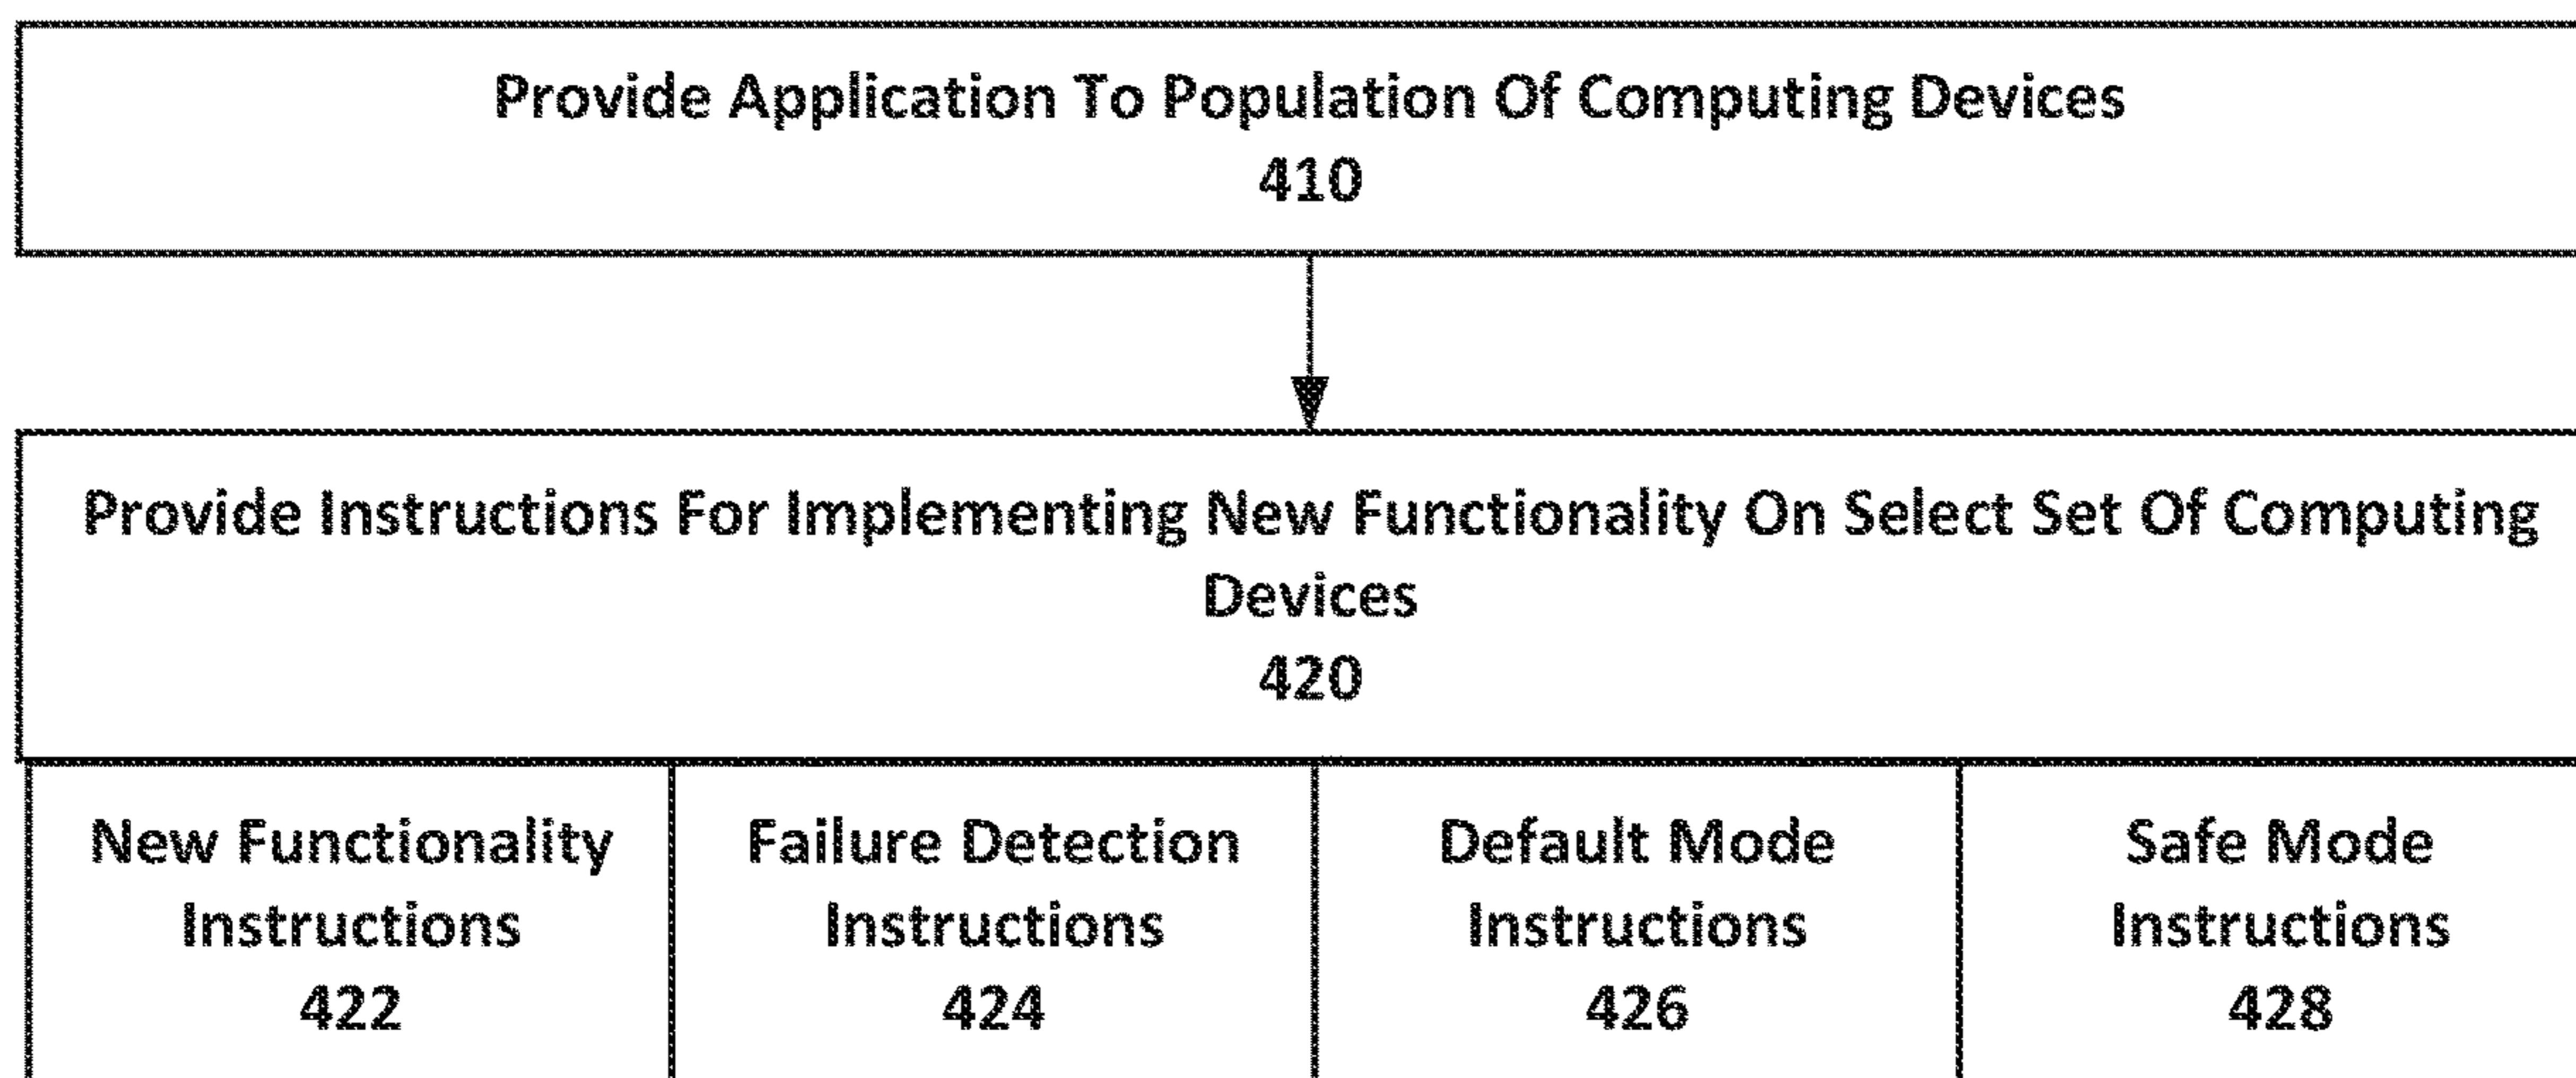 Provide Application To Population Of Computing Devices
410
Provide Instructions For Implementing New Functionality On Select Set Of Computing
Devices
420
New Functionality
Instructions
422
Failure Detection
Instructions
424
Default Mode
Instructions
426
Safe Mode
Instructions
428